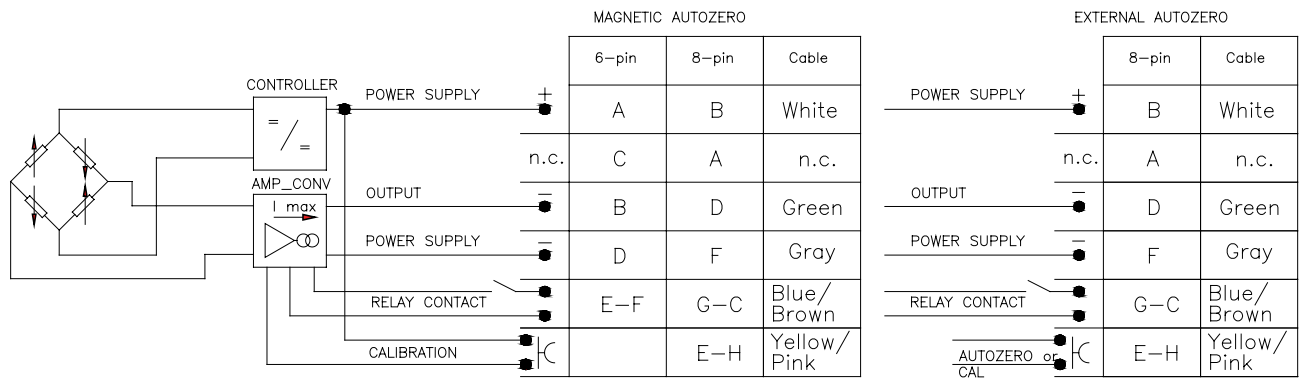 MAGNETIC AUTOZERO
EXTERNAL AUTOZERO
6-pin 8-pin Cable
8-pin Cable
CONTROLLER
= / =
POWER SUPPLY + A B White
POWER SUPPLY + B White
n.c. C A n.c.
n.c. A n.c.
AMP_CONV
I max
OUTPUT – B D Green
OUTPUT – D Green
POWER SUPPLY – D F Gray
POWER SUPPLY – F Gray
RELAY CONTACT E-F G-C Blue/
Brown
RELAY CONTACT G-C Blue/
Brown
CALIBRATION E-H Yellow/
Pink
AUTOZERO or
CAL
E-H Yellow/
Pink